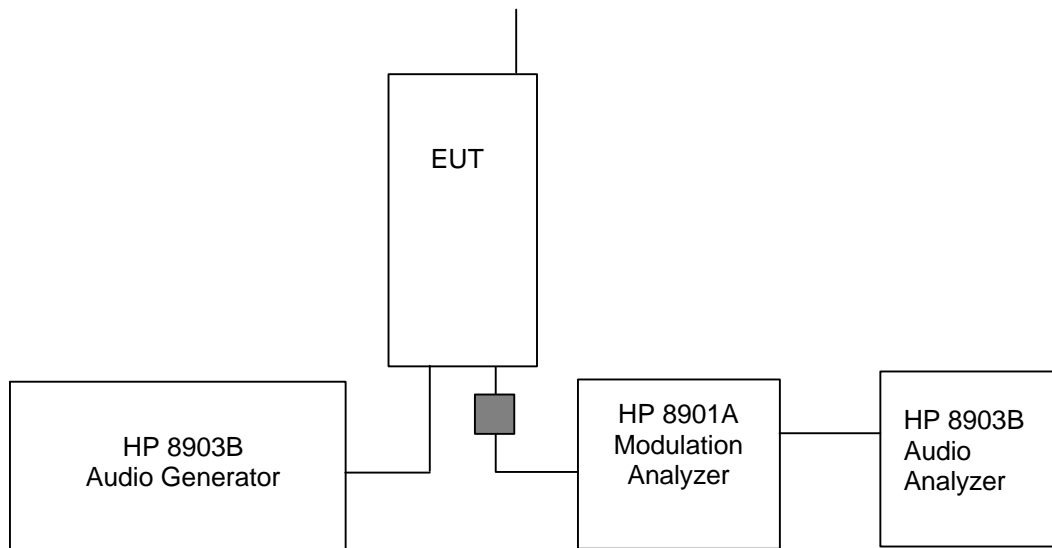 EUT
HP 8903B
Audio Generator
HP 8901A
Modulation
Analyzer
HP 8903B
Audio
Analyzer